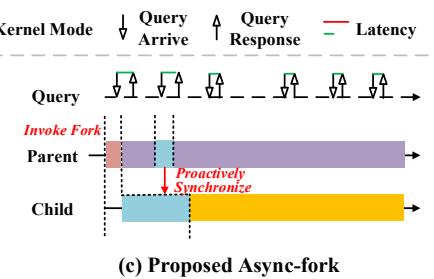 Kernel Mode
Query Arrive
Query Response
Latency
Query
Invoke Fork
Parent
Proactively
Synchronize
Child
(c) Proposed Async-fork